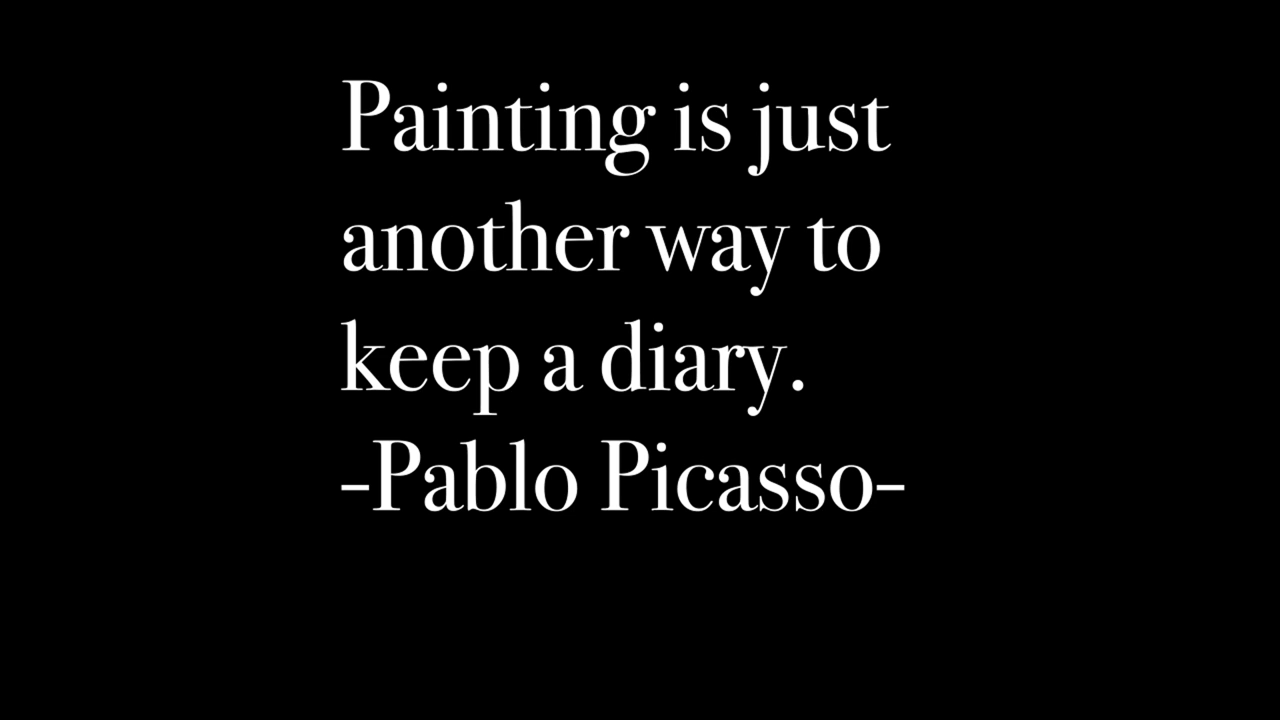 Painting is just
another way to
keep a diary.
-Pablo Picasso-